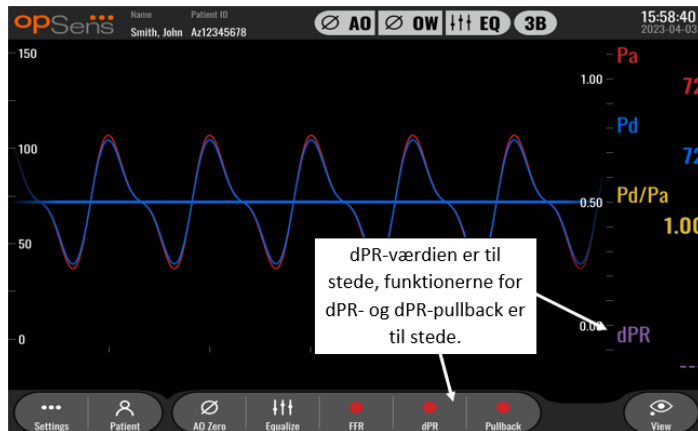 opSens
Name
Patient ID
Smith, John Az12345678
AO
OW
EQ
3B
15:58:40
2023-04-03
150
100
50
0
1.00
0.50
0.00
Pa
72
Pd
72
Pd/Pa
1.00
dPR
---
dPR-værdien er til
stede, funktionerne for
dPR- og dPR-pullback er
til stede.
Settings
Patient
AO Zero
Equalize
FFR
dPR
Pullback
View